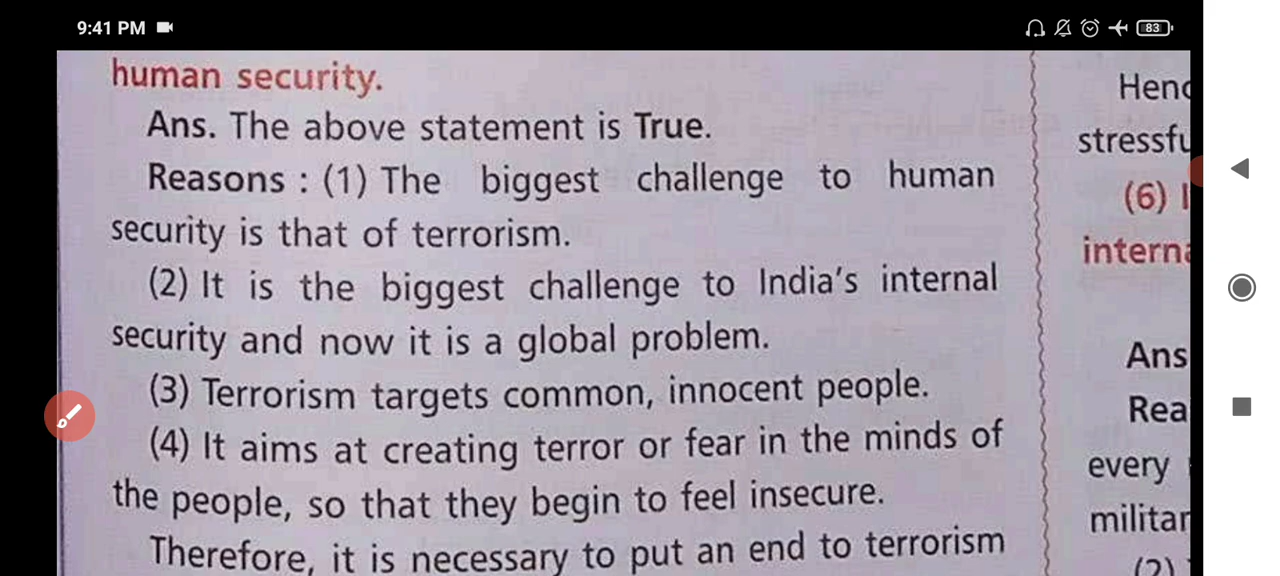 9:41 PM
83
human security.
Ans. The above statement is True.
Reasons : (1) The biggest challenge to human
security is that of terrorism.
(2) It is the biggest challenge to India's internal
security and now it is a global problem.
(3) Terrorism targets common, innocent people.
(4) It aims at creating terror or fear in the minds of
the people, so that they begin to feel insecure.
Therefore, it is necessary to put an end to terrorism
(6)
Ans
every
(2)